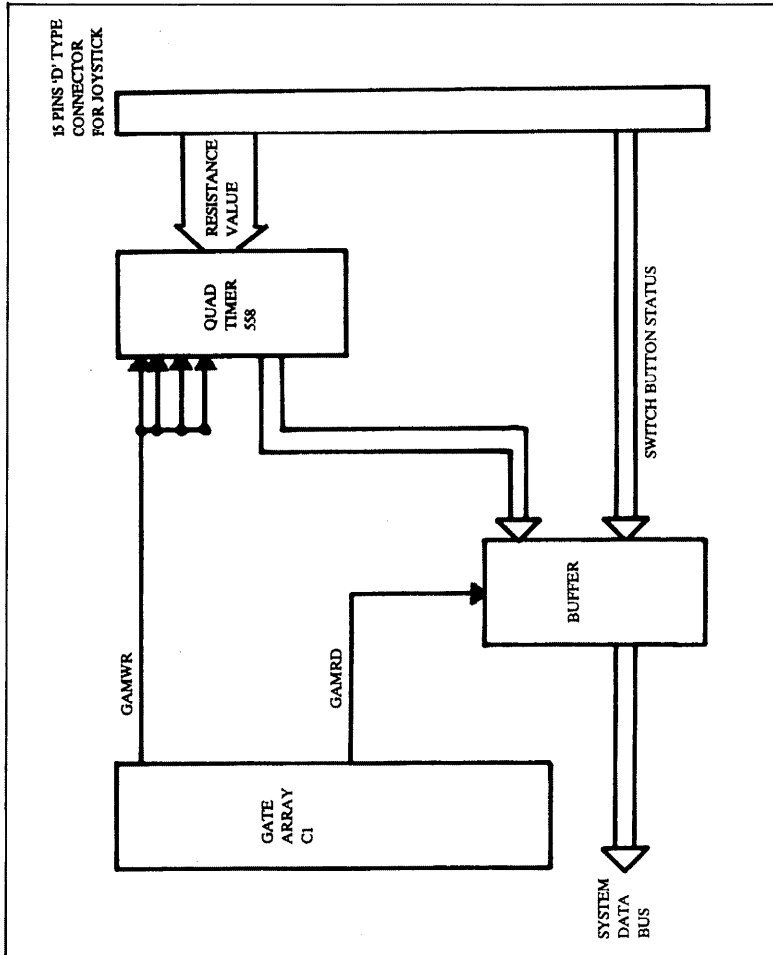 15 PINS 'D' TYPE
CONNECTOR
FOR JOYSTICK
RESISTANCE
VALUE
QUAD
TIMER
558
SWITCH BUTTON STATUS
GAMWR
GAMRD
BUFFER
GATE
ARRAY
C1
SYSTEM
DATA
BUS